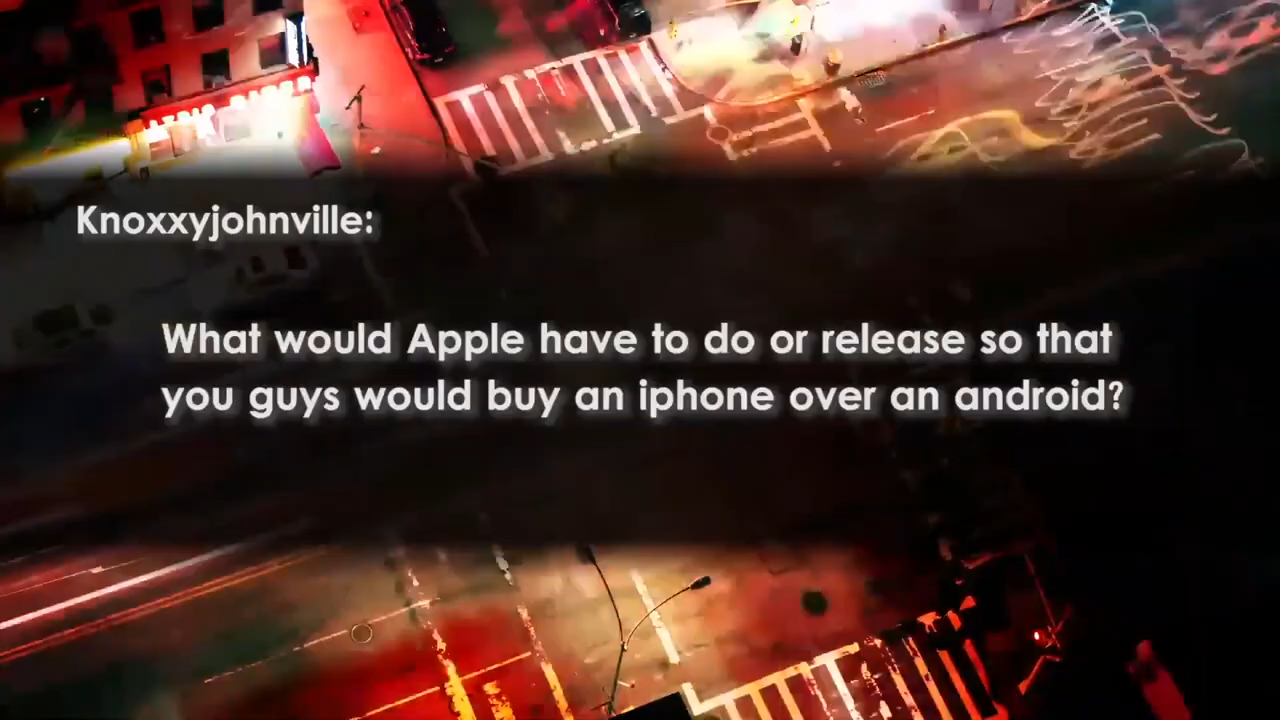 Knoxxyjohnville:
What would Apple have to do or release so that
you guys would buy an iphone over an android?